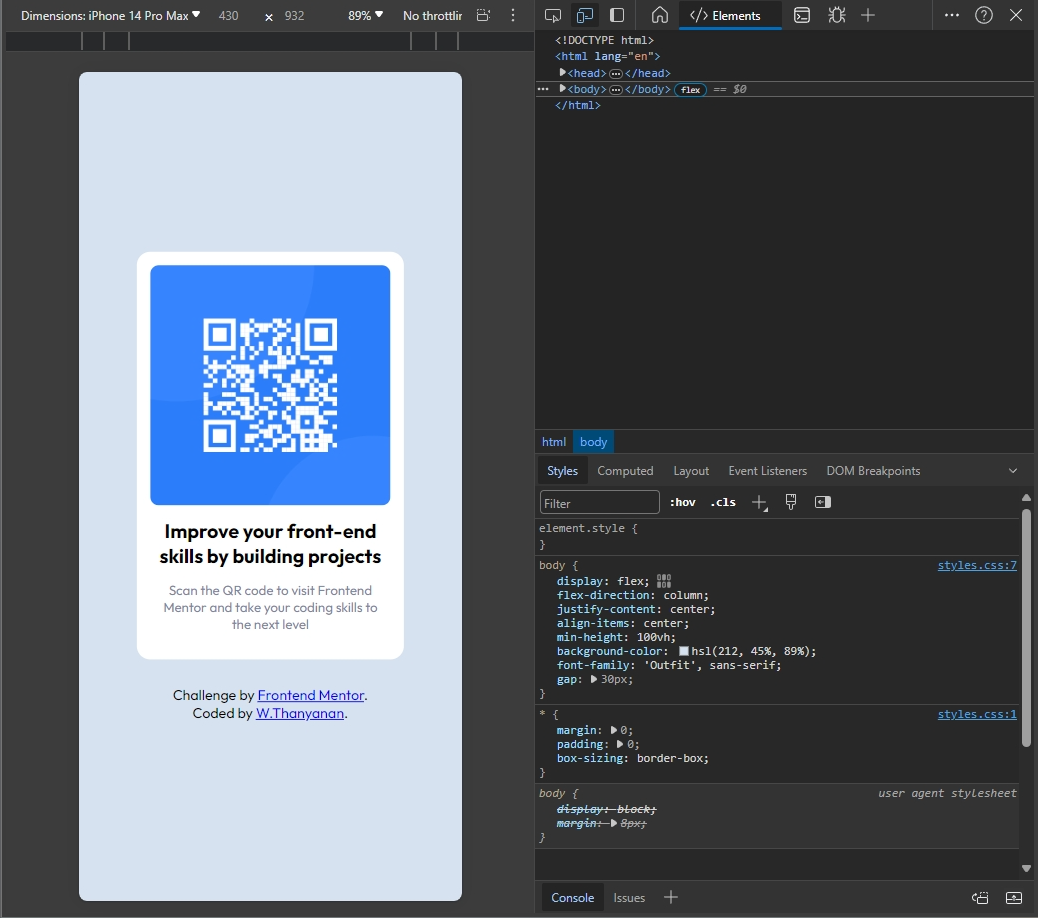 Dimensions: iPhone 14 Pro Max 430 × 932 89% No throttlin
Improve your front-end
skills by building projects
Scan the QR code to visit Frontend
Mentor and take your coding skills to
the next level
Challenge by Frontend Mentor.
Coded by W.Thanyanan.
Elements
<!DOCTYPE html>
<html lang="en">
<head>…</head>
<body>…</body> flex == $0
</html>
html body
Styles Computed Layout Event Listeners DOM Breakpoints
Filter :hov .cls
element.style {
}
body { styles.css:7
display: flex;
flex-direction: column;
justify-content: center;
align-items: center;
min-height: 100vh;
background-color: hsl(212, 45%, 89%);
font-family: 'Outfit', sans-serif;
gap: 30px;
}
* { styles.css:1
margin: 0;
padding: 0;
box-sizing: border-box;
}
body { user agent stylesheet
display: block;
margin: 8px;
}
Console Issues